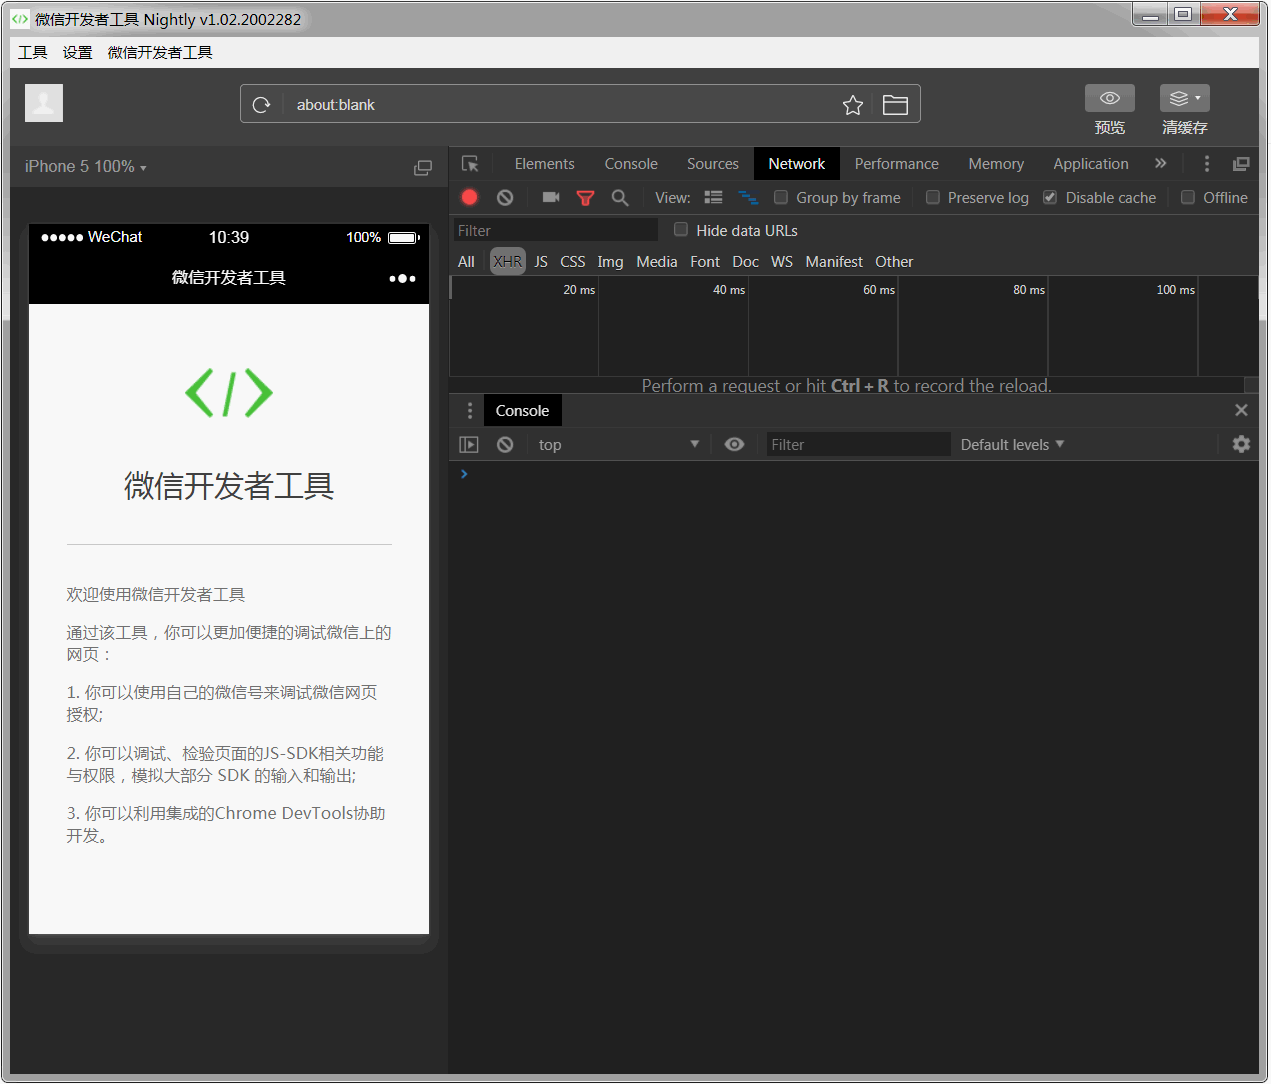 微信开发者工具 Nightly v1.02.2002282
工具 设置 微信开发者工具
about:blank
预览 清缓存
iPhone 5 100%
Elements Console Sources Network Performance Memory Application
View: Group by frame Preserve log Disable cache Offline
Filter Hide data URLs
All XHR JS CSS Img Media Font Doc WS Manifest Other
20 ms 40 ms 60 ms 80 ms 100 ms
Perform a request or hit Ctrl + R to record the reload.
Console
top Filter Default levels
WeChat 10:39 100%
微信开发者工具
</>
微信开发者工具
欢迎使用微信开发者工具
通过该工具，你可以更加便捷的调试微信上的
网页：
1. 你可以使用自己的微信号来调试微信网页
授权;
2. 你可以调试、检验页面的JS-SDK相关功能
与权限，模拟大部分 SDK 的输入和输出;
3. 你可以利用集成的Chrome DevTools协助
开发。